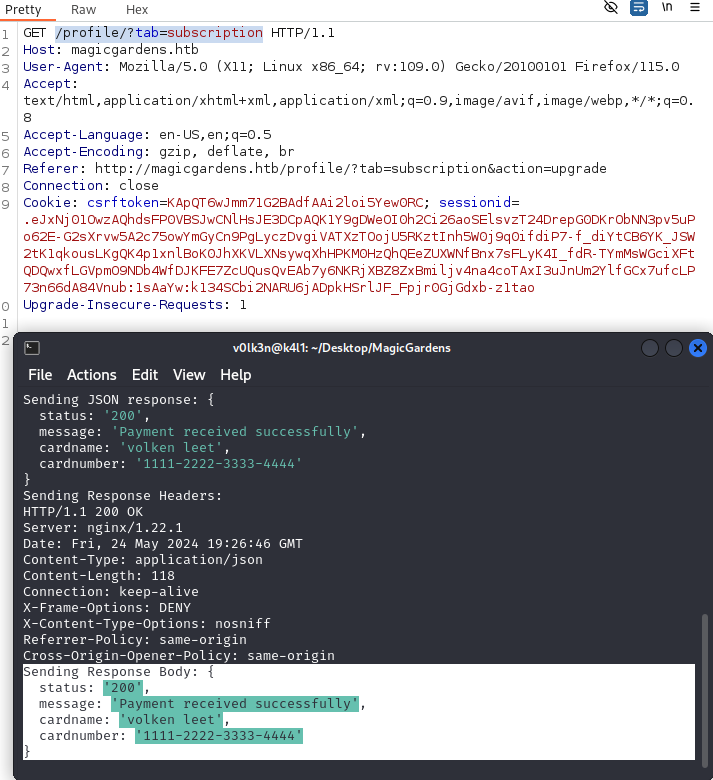 Pretty Raw Hex \n
1 GET /profile/?tab=subscription HTTP/1.1
2 Host: magicgardens.htb
3 User-Agent: Mozilla/5.0 (X11; Linux x86_64; rv:109.0) Gecko/20100101 Firefox/115.0
4 Accept:
text/html,application/xhtml+xml,application/xml;q=0.9,image/avif,image/webp,*/*;q=0.
8
5 Accept-Language: en-US,en;q=0.5
6 Accept-Encoding: gzip, deflate, br
7 Referer: http://magicgardens.htb/profile/?tab=subscription&action=upgrade
8 Connection: close
9 Cookie: csrftoken=KApQT6wJmm71G2BAdfAAi2loi5Yew0RC; sessionid=
0 Upgrade-Insecure-Requests: 1
1
2
v0lk3n@k4l1: ~/Desktop/MagicGardens
File Actions Edit View Help
Sending JSON response: {
status: '200',
message: 'Payment received successfully',
cardname: 'volken leet',
cardnumber: '1111-2222-3333-4444'
}
Sending Response Headers:
HTTP/1.1 200 OK
Server: nginx/1.22.1
Date: Fri, 24 May 2024 19:26:46 GMT
Content-Type: application/json
Content-Length: 118
Connection: keep-alive
X-Frame-Options: DENY
X-Content-Type-Options: nosniff
Referrer-Policy: same-origin
Cross-Origin-Opener-Policy: same-origin
Sending Response Body: {
status: '200',
message: 'Payment received successfully',
cardname: 'volken leet',
cardnumber: '1111-2222-3333-4444'
}